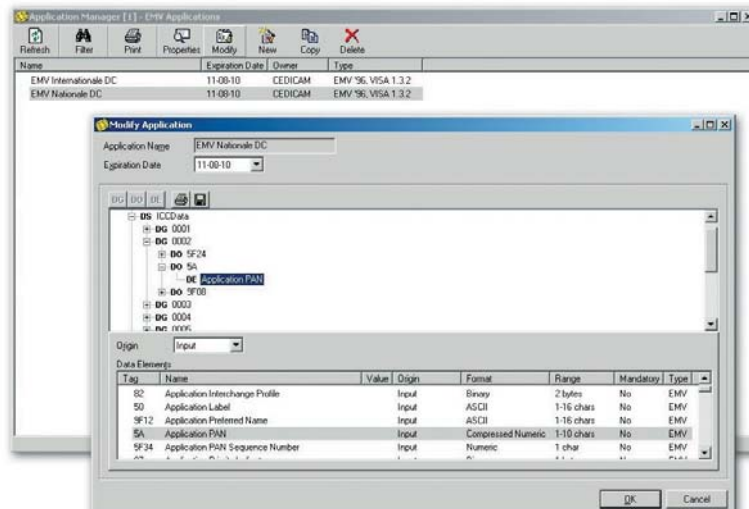 Application Manager [1] - EMV Applications
Refresh Filter Print Properties Modify New Copy Delete
Name Expiration Date Owner Type
EMV Internationale DC 11-08-10 CEDICAM EMV '96, VISA 1.3.2
EMV Nationale DC 11-08-10 CEDICAM EMV '96, VISA 1.3.2
Modify Application
Application Name EMV Nationale DC
Expiration Date 11-08-10
DG DO DE
DS ICCData
DG 0001
DG 0002
DO 5F24
DO 5A
DE Application PAN
DO 9F08
DG 0003
DG 0004
DG 0005
Origin Input
Data Elements
Tag Name Value Origin Format Range Mandatory Type
82 Application Interchange Profile Input Binary 2 bytes No EMV
50 Application Label Input ASCII 1-16 chars No EMV
9F12 Application Preferred Name Input ASCII 1-16 chars No EMV
5A Application PAN Input Compressed Numeric 1-10 chars No EMV
5F34 Application PAN Sequence Number Input Numeric 1 char No EMV
OK Cancel